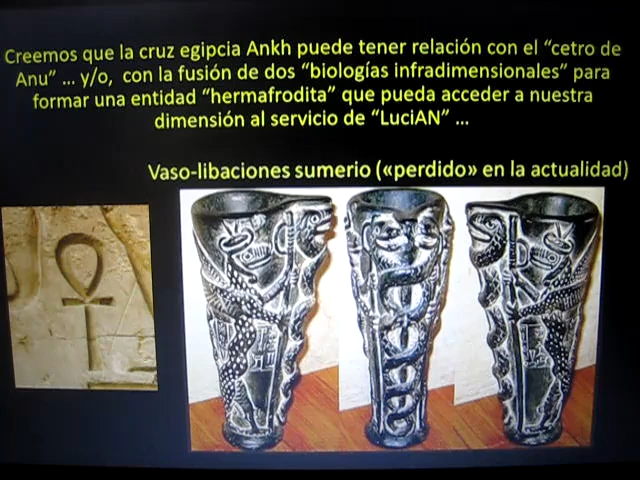 Creemos que la cruz egipcia Ankh puede tener relación con el "cetro de
Anu" ... y/o, con la fusión de dos "biologías infradimensionales" para
formar una entidad "hermafrodita" que pueda acceder a nuestra
dimensión al servicio de "LuciAN" ...
Vaso-libaciones sumerio («perdido» en la actualidad)